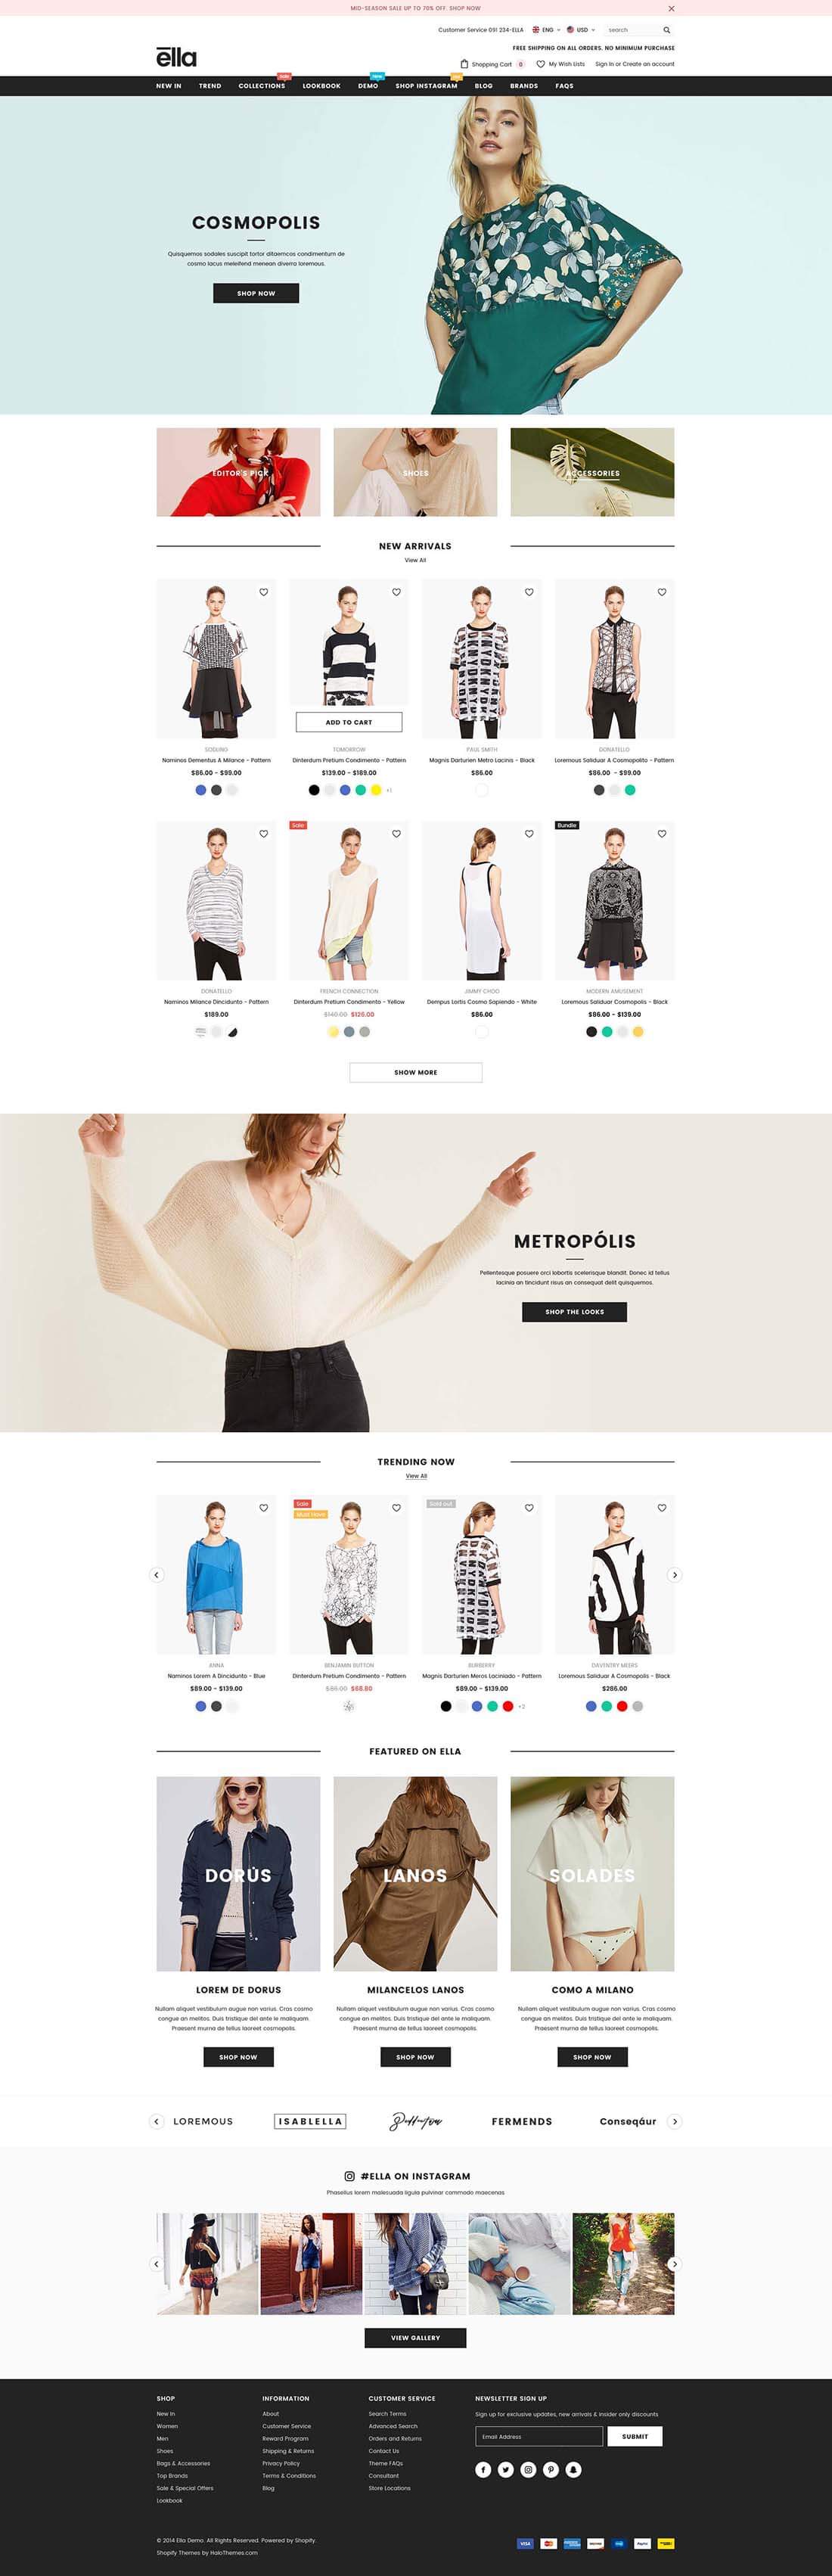 MID-SEASON SALE UP TO 70% OFF. SHOP NOW
Customer Service 091 234-ELLA ENG USD search
FREE SHIPPING ON ALL ORDERS. NO MINIMUM PURCHASE
ēlla
Shopping Cart 0 My Wish Lists Sign In or Create an account
Sale New
NEW IN TREND COLLECTIONS LOOKBOOK DEMO SHOP INSTAGRAM BLOG BRANDS FAQS
COSMOPOLIS
Quisquemos sodales suscipit tortor ditaemcos condimentum de
cosmo lacus meleifend menean diverra loremous.
SHOP NOW
EDITOR'S PICK SHOES ACCESSORIES
NEW ARRIVALS
View All
ADD TO CART
SODLING TOMORROW PAUL SMITH DONATELLO
Naminos Dementus A Milance - Pattern Dinterdum Pretium Condimento - Pattern Magnis Darturien Metro Lacinis - Black Loremous Saliduar A Cosmopolito - Pattern
$86.00 - $99.00 $139.00 - $189.00 $86.00 $86.00 - $99.00
+1
Sale Bundle
DONATELLO FRENCH CONNECTION JIMMY CHOO MODERN AMUSEMENT
Naminos Milance Dincidunto - Pattern Dinterdum Pretium Condimento - Yellow Dempus Lortis Cosmo Sapiendo - White Loremous Saliduar Cosmopolis - Black
$189.00 $140.00 $126.00 $86.00 $86.00 - $139.00
SHOW MORE
METROPÓLIS
Pellentesque posuere orci lobortis scelerisque blandit. Donec id tellus
lacinia an tincidunt risus an consequat delit quisquemos.
SHOP THE LOOKS
TRENDING NOW
View All
Sale Sold out
ANNA BENJAMIN BUTTON BURBERRY DAVENTRY MEERS
Naminos Lorem A Dincidunto - Blue Dinterdum Pretium Condimento - Pattern Magnis Darturien Meros Laciniado - Pattern Loremous Saliduar A Cosmopolis - Black
$89.00 - $139.00 $86.00 $68.80 $89.00 - $139.00 $286.00
+2
FEATURED ON ELLA
DORUS LANOS SOLADES
LOREM DE DORUS MILANCELOS LANOS COMO A MILANO
Nullam aliquet vestibulum augue non varius. Cras cosmo Nullam aliquet vestibulum augue non varius. Cras cosmo Nullam aliquet vestibulum augue non varius. Cras cosmo
congue an melitos. Duis tristique del ante le maliquam. congue an melitos. Duis tristique del ante le maliquam. congue an melitos. Duis tristique del ante le maliquam.
Praesent murna de tellus laoreet cosmopolis. Praesent murna de tellus laoreet cosmopolis. Praesent murna de tellus laoreet cosmopolis.
SHOP NOW SHOP NOW SHOP NOW
LOREMOUS ISABLELLA FERMENDS Conseqáur
#ELLA ON INSTAGRAM
Phasellus lorem malesuada ligula pulvinar commodo maecenas
VIEW GALLERY
SHOP INFORMATION CUSTOMER SERVICE NEWSLETTER SIGN UP
New In About Search Terms Sign up for exclusive updates, new arrivals & insider only discounts
Women Customer Service Advanced Search
Men Reward Program Orders and Returns Email Address SUBMIT
Shoes Shipping & Returns Contact Us
Bags & Accessories Privacy Policy Theme FAQs
Top Brands Terms & Conditions Consultant
Sale & Special Offers Blog Store Locations
Lookbook
© 2014 Ella Demo. All Rights Reserved. Powered by Shopify.
VISA PayPal
Shopify Themes by HaloThemes.com